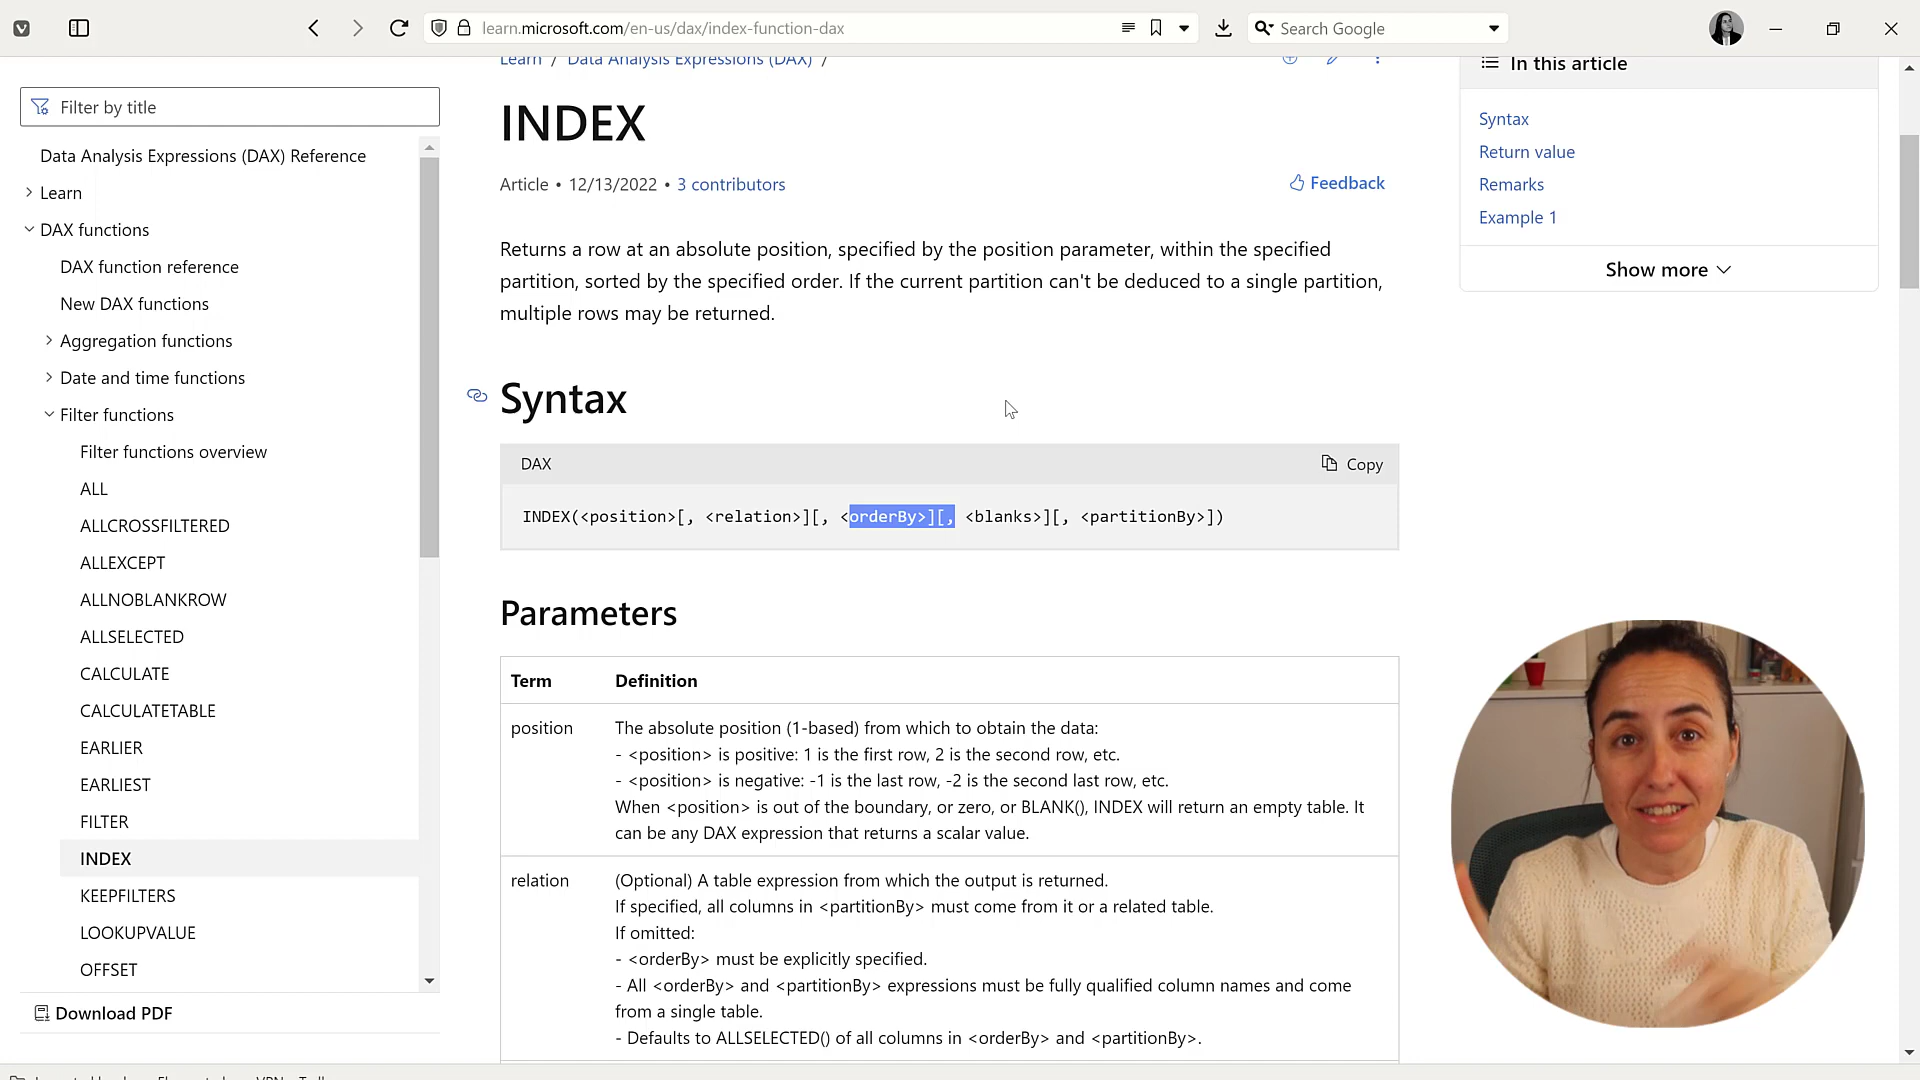 learn.microsoft.com/en-us/dax/index-function-dax
Search Google
Learn / Data Analysis Expressions (DAX) /
In this article
Filter by title
Data Analysis Expressions (DAX) Reference
Learn
DAX functions
DAX function reference
New DAX functions
Aggregation functions
Date and time functions
Filter functions
Filter functions overview
ALL
ALLCROSSFILTERED
ALLEXCEPT
ALLNOBLANKROW
ALLSELECTED
CALCULATE
CALCULATETABLE
EARLIER
EARLIEST
FILTER
INDEX
KEEPFILTERS
LOOKUPVALUE
OFFSET
Download PDF
INDEX
Article • 12/13/2022 • 3 contributors
Feedback
Returns a row at an absolute position, specified by the position parameter, within the specified
partition, sorted by the specified order. If the current partition can't be deduced to a single partition,
multiple rows may be returned.
Syntax
DAX
Copy
INDEX(<position>[, <relation>][, <orderBy>][, <blanks>][, <partitionBy>])
Parameters
Term Definition
position The absolute position (1-based) from which to obtain the data:
- <position> is positive: 1 is the first row, 2 is the second row, etc.
- <position> is negative: -1 is the last row, -2 is the second last row, etc.
When <position> is out of the boundary, or zero, or BLANK(), INDEX will return an empty table. It
can be any DAX expression that returns a scalar value.
relation (Optional) A table expression from which the output is returned.
If specified, all columns in <partitionBy> must come from it or a related table.
If omitted:
- <orderBy> must be explicitly specified.
- All <orderBy> and <partitionBy> expressions must be fully qualified column names and come
from a single table.
- Defaults to ALLSELECTED() of all columns in <orderBy> and <partitionBy>.
Syntax
Return value
Remarks
Example 1
Show more